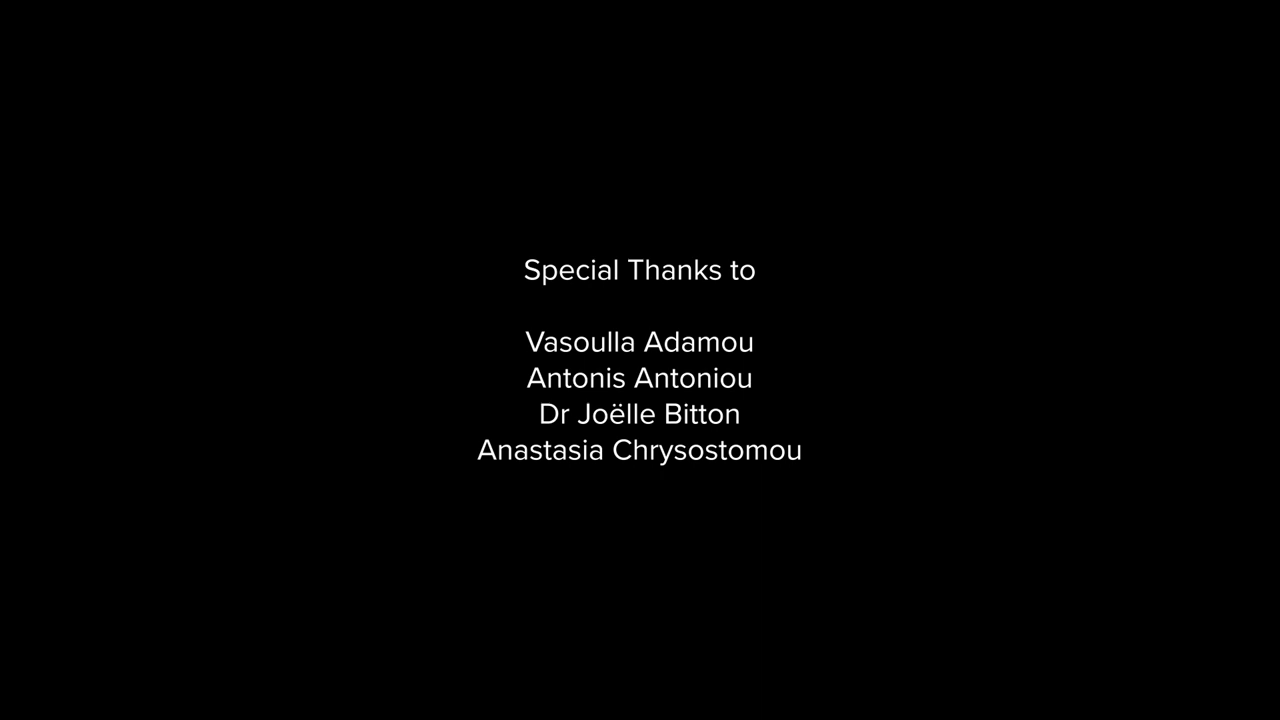 Special Thanks to
Vasoulla Adamou
Antonis Antoniou
Dr Joëlle Bitton
Anastasia Chrysostomou